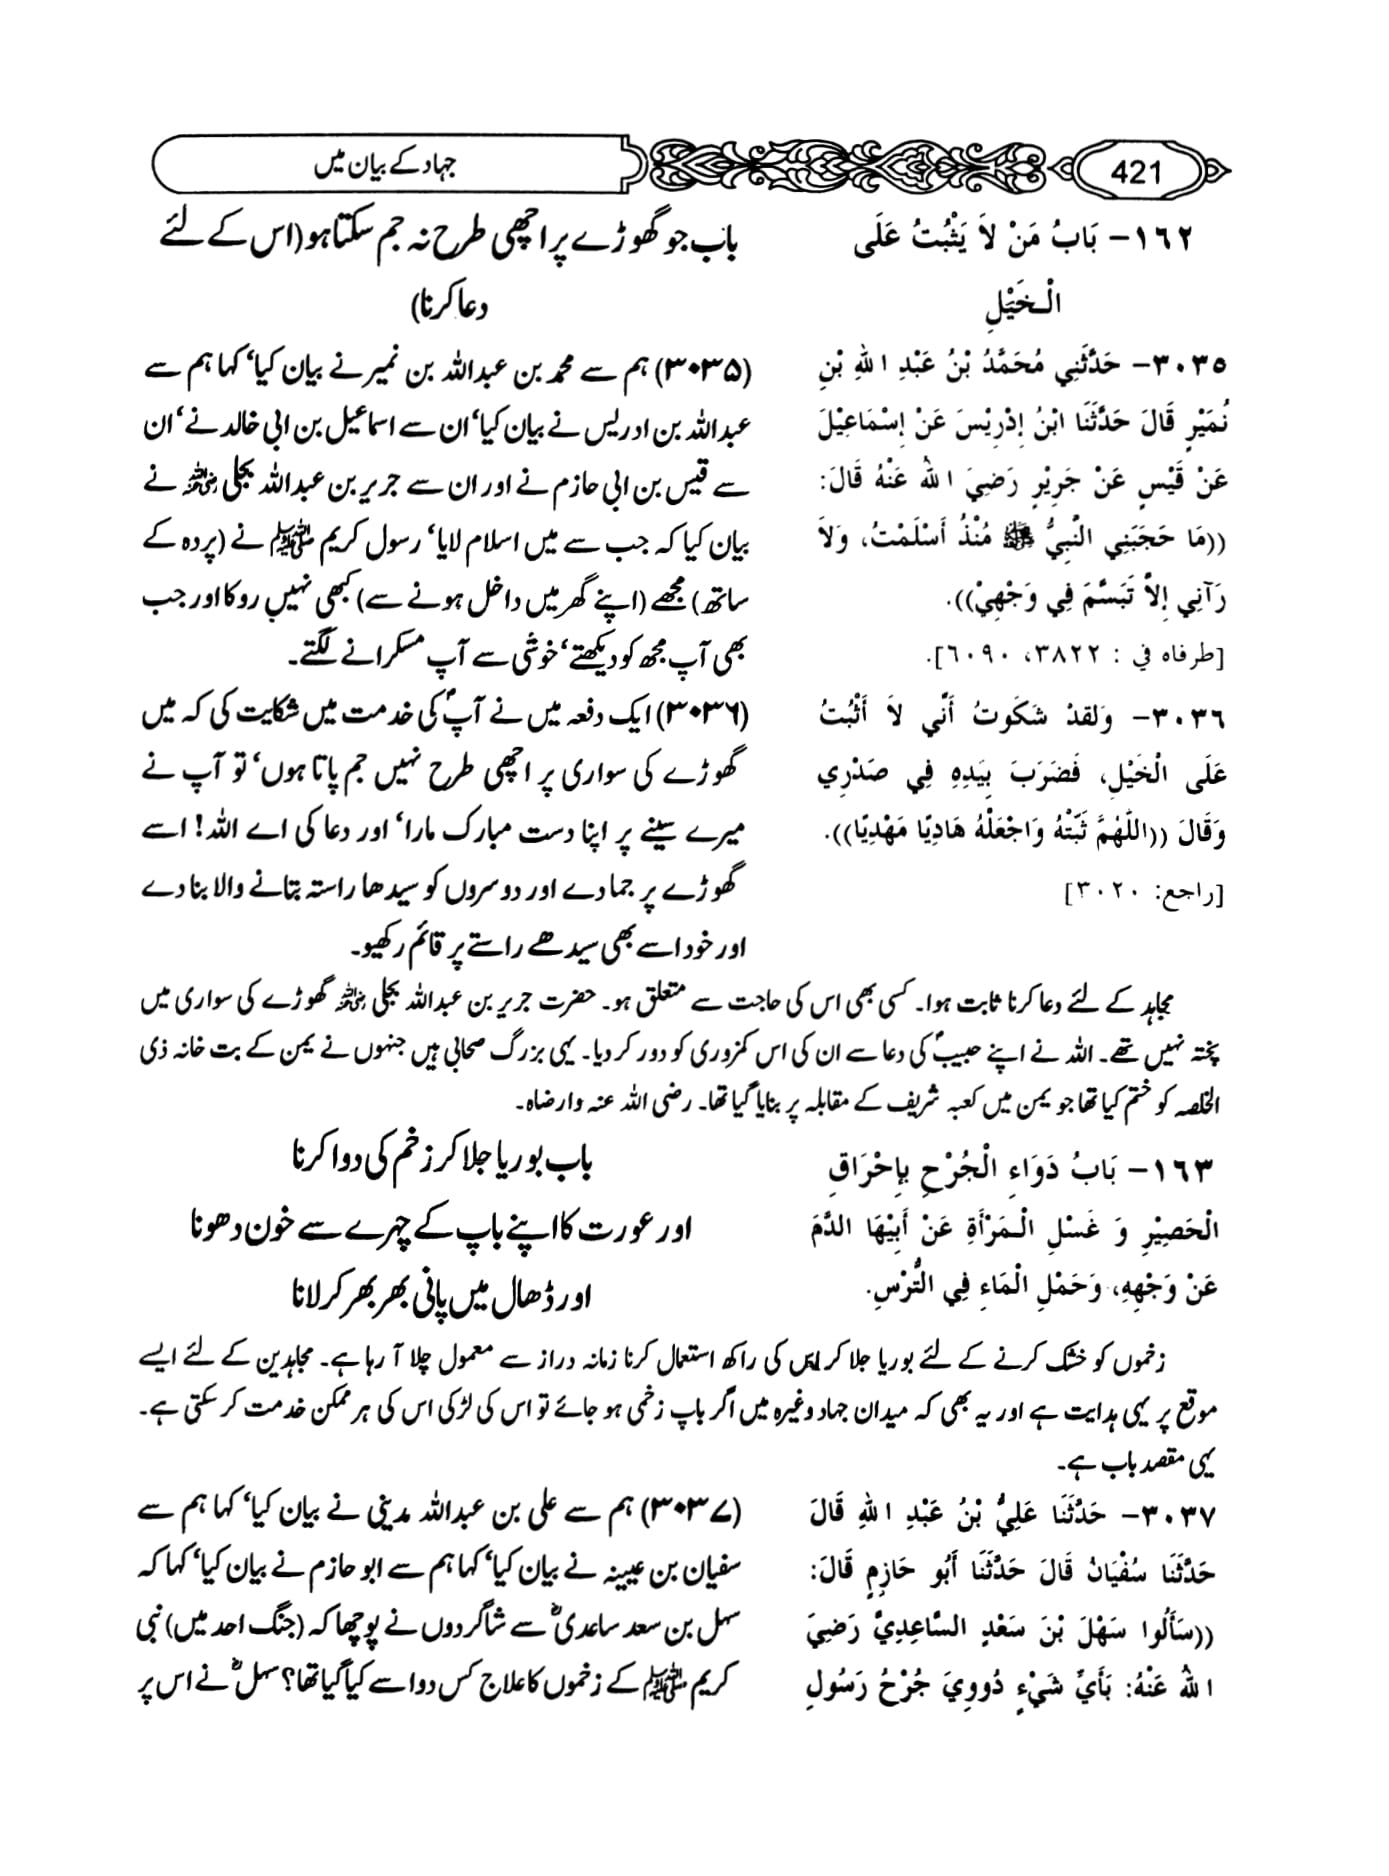 جہاد کے بیان میں
421
١٦٢- بَابُ مَنْ لاَ يَثْبُتُ عَلَى
الْـخَيْلِ
باب جو گھوڑے پر اچھی طرح نہ جم سکتا ہو (اس کے لئے
دعا کرنا)
٣٠٣٥- حَدَّثَنِي مُحَمَّدُ بْنُ عَبْدِ اللهِ بْنِ
نُمَيْرٍ قَالَ حَدَّثَنَا ابْنُ إِدْرِيْسَ عَنْ إِسْمَاعِيْلَ
عَنْ قَيْسٍ عَنْ جَرِيْرٍ رَضِيَ اللهُ عَنْهُ قَالَ:
((مَا حَجَبَنِي النَّبِيُّ ﷺ مُنْذُ أَسْلَمْتُ، وَلاَ
رَآنِي إِلاَّ تَبَسَّمَ فِي وَجْهِيْ)).
[طرفاه في : ٣٨٢٢، ٦٠٩٠].
(۳۰۳۵) ہم سے محمد بن عبداللہ بن نمیر نے بیان کیا‘ کہا ہم سے
عبداللہ بن ادریس نے بیان کیا‘ ان سے اسماعیل بن ابی خالد نے‘ ان
سے قیس بن ابی حازم نے اور ان سے جریر بن عبداللہ بجلی رضی اللہ عنہ نے
بیان کیا کہ جب سے میں اسلام لایا‘ رسول کریم ﷺ نے (پردہ کے
ساتھ) مجھے (اپنے گھر میں داخل ہونے سے) کبھی نہیں روکا اور جب
بھی آپ مجھ کو دیکھتے‘ خوشی سے آپ مسکرانے لگتے۔
٣٠٣٦- وَلقدْ شَكَوتُ أَنِّي لاَ أَثْبُتُ
عَلَى الْخَيْلِ، فَضَرَبَ بِيَدِهِ فِي صَدْرِي
وَقَالَ ((اللَّهُمَّ ثَبِّتْهُ وَاجْعَلْهُ هَادِيًا مَهْدِيًا)).
[راجع: ٣٠٢٠]
(۳۰۳۶) ایک دفعہ میں نے آپؐ کی خدمت میں شکایت کی کہ میں
گھوڑے کی سواری پر اچھی طرح نہیں جم پاتا ہوں‘ تو آپ نے
میرے سینے پر اپنا دست مبارک مارا‘ اور دعا کی اے اللہ! اسے
گھوڑے پر جما دے اور دوسروں کو سیدھا راستہ بتانے والا بنا دے
اور خود اسے بھی سیدھے راستے پر قائم رکھیو۔
مجاہد کے لئے دعا کرنا ثابت ہوا۔ کسی بھی اس کی حاجت سے متعلق ہو۔ حضرت جریر بن عبداللہ بجلی رضی اللہ عنہ گھوڑے کی سواری میں
پختہ نہیں تھے۔ اللہ نے اپنے حبیبؐ کی دعا سے ان کی اس کمزوری کو دور کر دیا۔ یہی بزرگ صحابی ہیں جنہوں نے یمن کے بت خانہ ذی
الخلصہ کو ختم کیا تھا جو یمن میں کعبہ شریف کے مقابلہ پر بنایا گیا تھا۔ رضی اللہ عنہ وارضاہ۔
١٦٣- بَابُ دَوَاءِ الْجُرْحِ بِإِحْرَاقِ
الْحَصِيْرِ وَ غَسْلِ الْـمَرْأَةِ عَنْ أَبِيْهَا الدَّمَ
عَنْ وَجْهِهِ، وَحَمْلِ الْمَاءِ فِي التُّرْسِ.
باب بوریا جلا کر زخم کی دوا کرنا
اور عورت کا اپنے باپ کے چہرے سے خون دھونا
اور ڈھال میں پانی بھر بھر کر لانا
زخموں کو خشک کرنے کے لئے بوریا جلا کر اس کی راکھ استعمال کرنا زمانہ دراز سے معمول چلا آ رہا ہے۔ مجاہدین کے لئے ایسے
موقع پر یہی ہدایت ہے اور یہ بھی کہ میدان جہاد وغیرہ میں اگر باپ زخمی ہو جائے تو اس کی لڑکی اس کی ہر ممکن خدمت کر سکتی ہے۔
یہی مقصد باب ہے۔
٣٠٣٧- حَدَّثَنَا عَلِيُّ بْنُ عَبْدِ اللهِ قَالَ
حَدَّثَنَا سُفْيَانُ قَالَ حَدَّثَنَا أَبُو حَازِمٍ قَالَ:
((سَأَلُوا سَهْلَ بْنَ سَعْدٍ السَّاعِدِيَّ رَضِيَ
اللهُ عَنْهُ: بَأَيِّ شَيْءٍ دُووِيَ جُرْحُ رَسُولِ
(۳۰۳۷) ہم سے علی بن عبداللہ مدینی نے بیان کیا‘ کہا ہم سے
سفیان بن عیینہ نے بیان کیا‘ کہا ہم سے ابو حازم نے بیان کیا‘ کہا کہ
سہل بن سعد ساعدیؓ سے شاگردوں نے پوچھا کہ (جنگ احد میں) نبی
کریم ﷺ کے زخموں کا علاج کس دوا سے کیا گیا تھا؟ سہلؓ نے اس پر